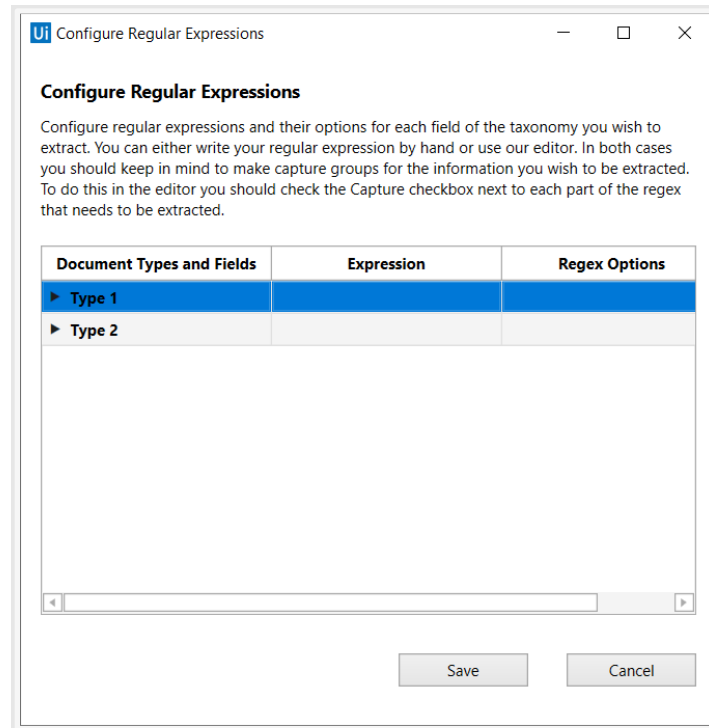 Ui Configure Regular Expressions
Configure Regular Expressions
Configure regular expressions and their options for each field of the taxonomy you wish to
extract. You can either write your regular expression by hand or use our editor. In both cases
you should keep in mind to make capture groups for the information you wish to be extracted.
To do this in the editor you should check the Capture checkbox next to each part of the regex
that needs to be extracted.
Document Types and Fields Expression Regex Options
Type 1
Type 2
Save Cancel